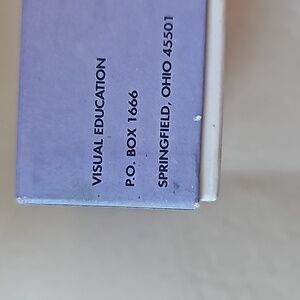 VISUAL EDUCATION
P.O. BOX 1666
SPRINGFIELD, OHIO 45501